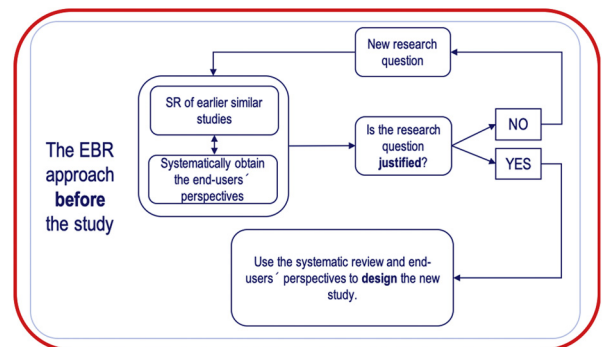 The EBR
approach
before
the study
New research
question
SR of earlier similar
studies
Systematically obtain
the end-users´
perspectives
Is the research
question
justified?
NO
YES
Use the systematic review and end-
users´ perspectives to design the new
study.